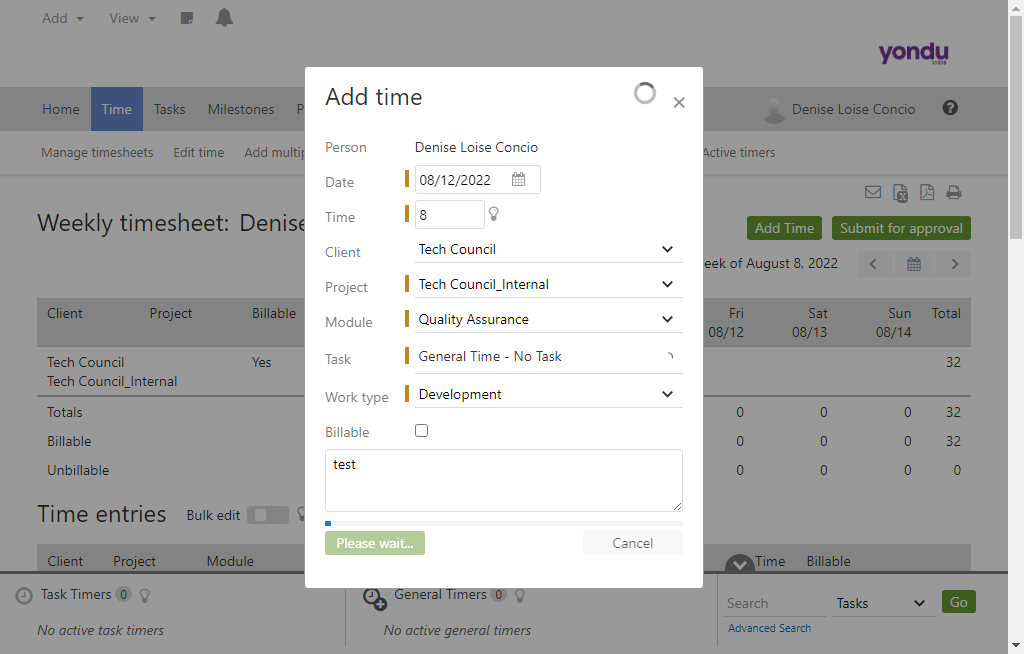 Add View
yondu
Home Time Tasks Milestones Denise Loise Concio
Manage timesheets Edit time Add Active timers
Add time
Person Denise Loise Concio
Date 08/12/2022
Time 8
Client Tech Council
Project Tech Council_Internal
Module Quality Assurance
Task General Time - No Task
Work type Development
Billable
test
Please wait... Cancel
Weekly timesheet: Denise
Add Time Submit for approval
of August 8, 2022
Client Project Billable Fri Sat Sun Total
08/12 08/13 08/14
Tech Council Yes 32
Tech Council_Internal
Totals 0 0 0 32
Billable 0 0 0 32
Unbillable 0 0 0 0
Time entries Bulk edit
Client Project Module Time Billable
Task Timers 0 General Timers 0 Search Tasks Go
No active task timers No active general timers Advanced Search